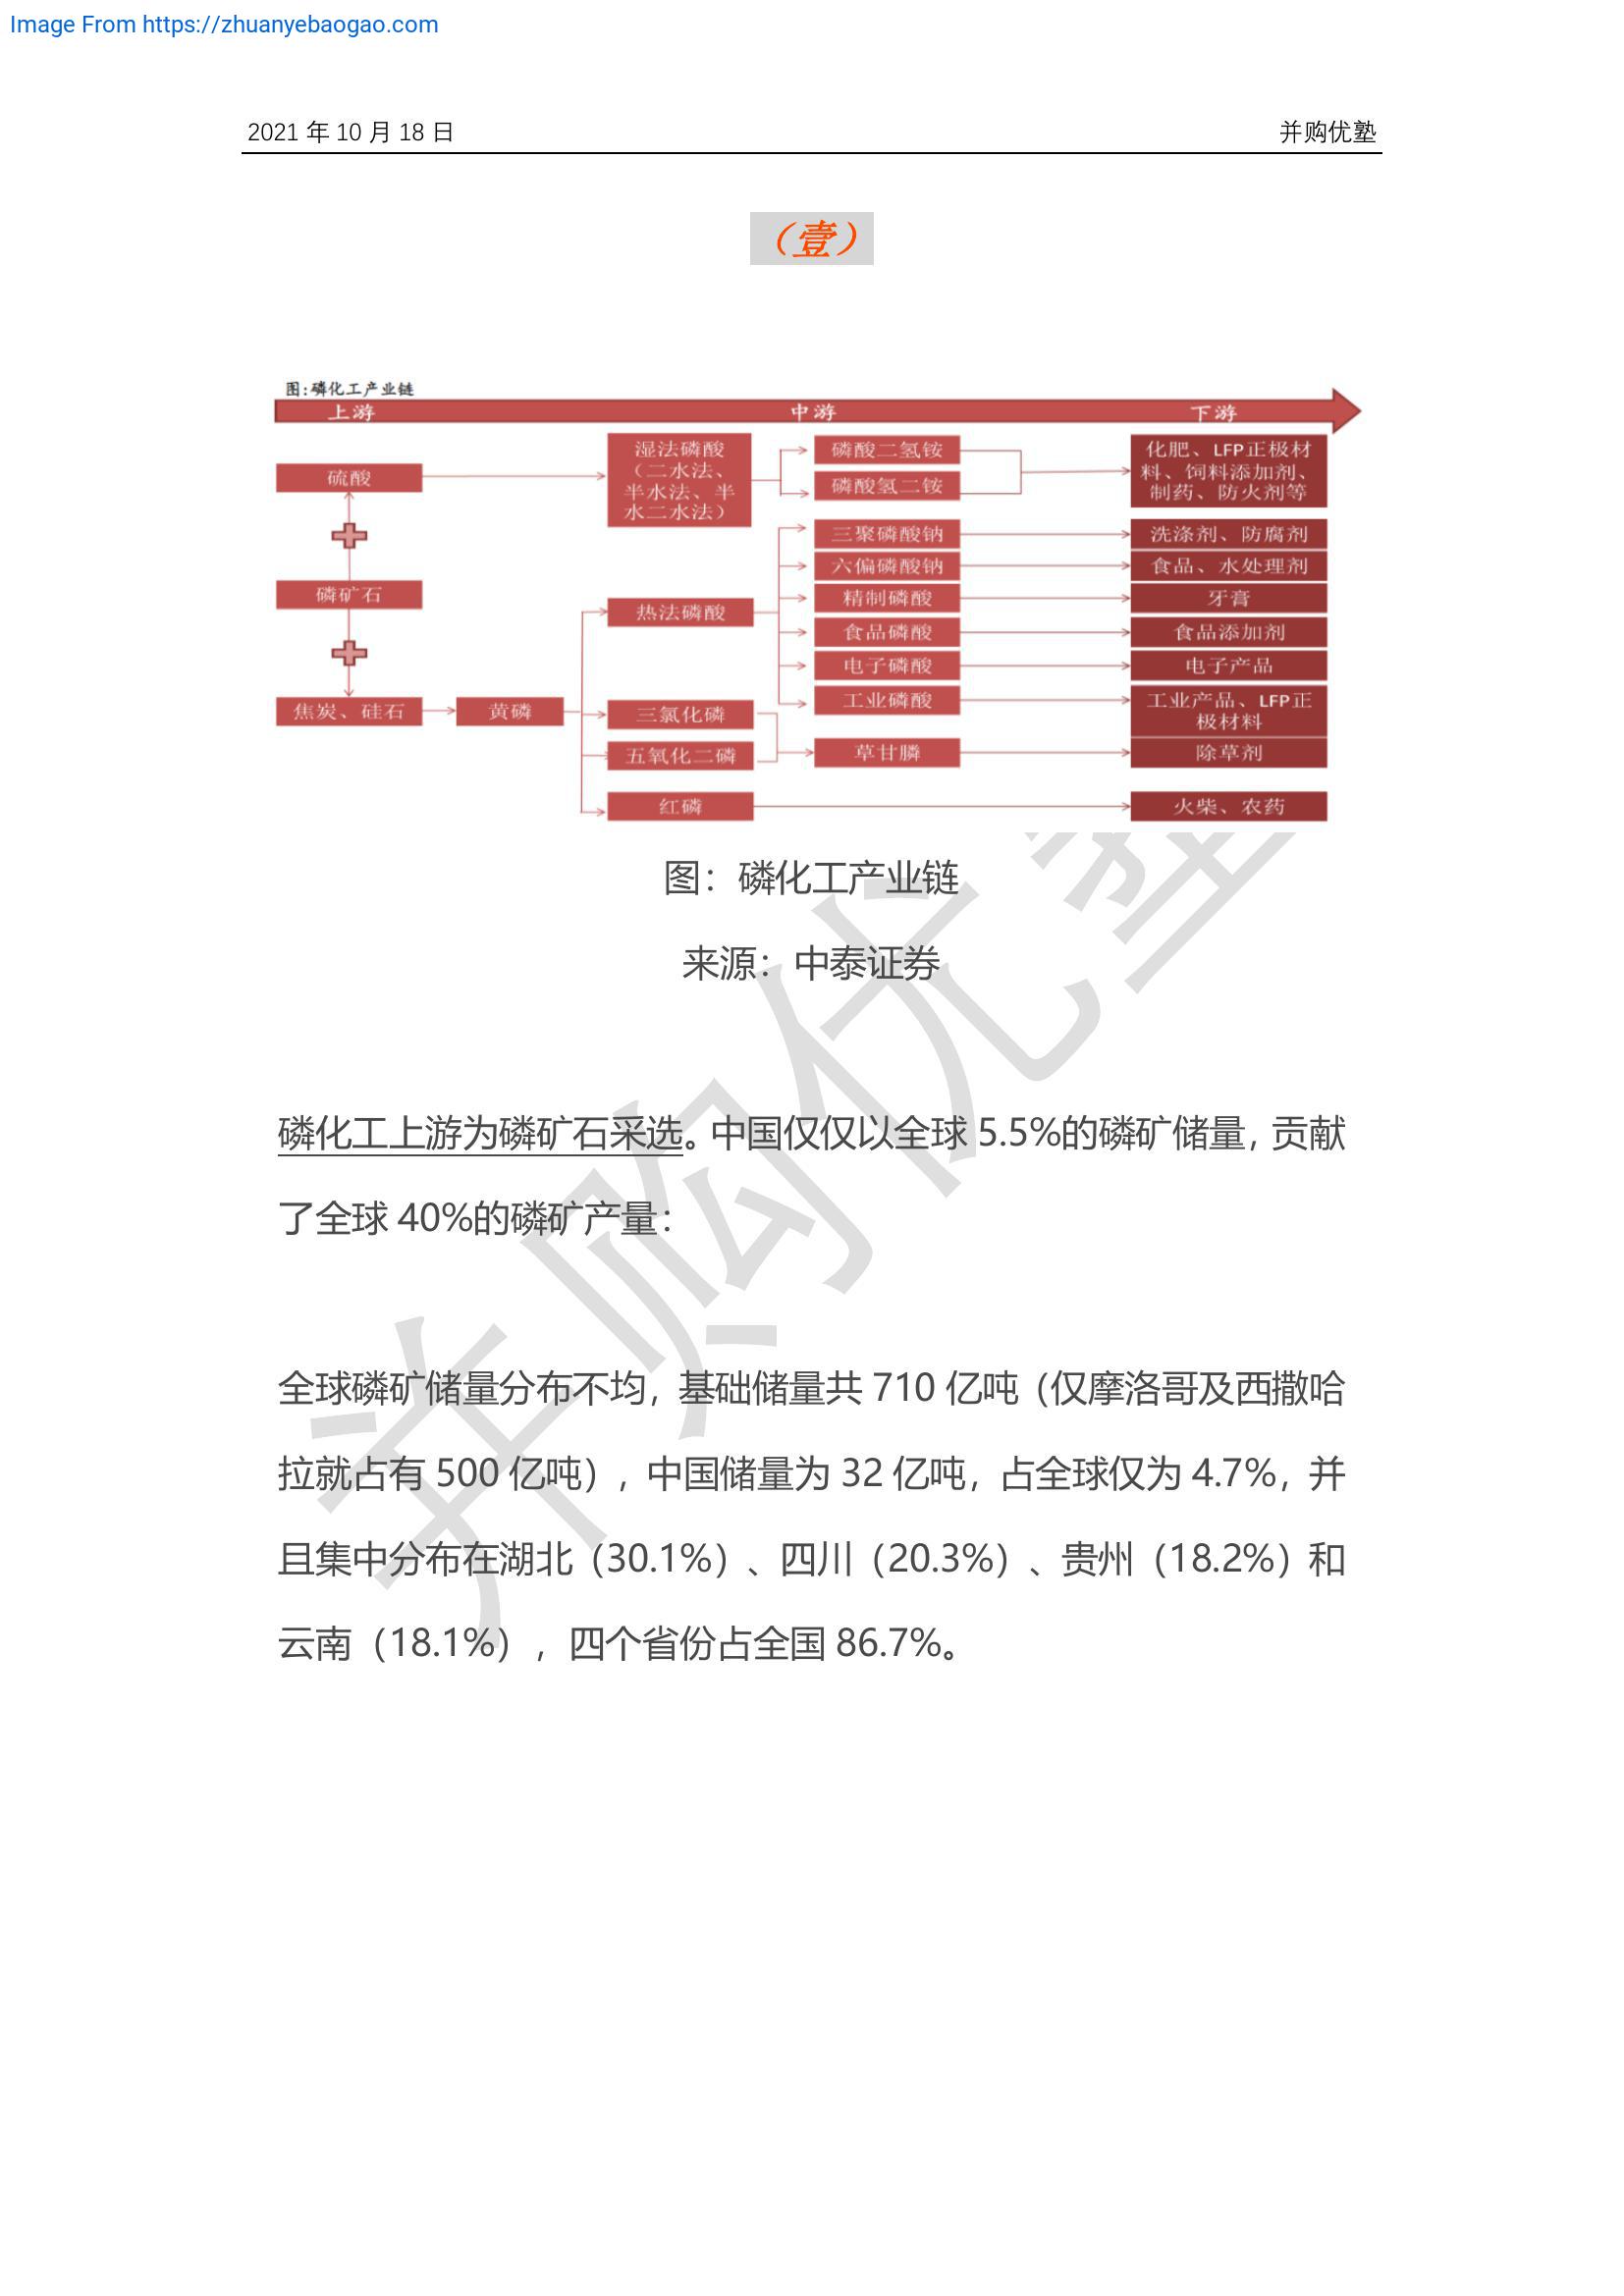 Image From https://zhuanyebaogao.com
2021 年 10 月 18 日
并购优塾
（壹）
图:磷化工产业链
上游
中游
下游
硫酸
磷矿石
焦炭、硅石
黄磷
湿法磷酸
（二水法、
半水法、半
水二水法）
热法磷酸
三氯化磷
五氧化二磷
红磷
磷酸二氢铵
磷酸氢二铵
三聚磷酸钠
六偏磷酸钠
精制磷酸
食品磷酸
电子磷酸
工业磷酸
草甘膦
化肥、LFP正极材
料、饲料添加剂、
制药、防火剂等
洗涤剂、防腐剂
食品、水处理剂
牙膏
食品添加剂
电子产品
工业产品、LFP正
极材料
除草剂
火柴、农药
图：磷化工产业链
来源：中泰证券
磷化工上游为磷矿石采选。中国仅仅以全球 5.5%的磷矿储量，贡献
了全球 40%的磷矿产量：
全球磷矿储量分布不均，基础储量共 710 亿吨（仅摩洛哥及西撒哈
拉就占有 500 亿吨），中国储量为 32 亿吨，占全球仅为 4.7%，并
且集中分布在湖北（30.1%）、四川（20.3%）、贵州（18.2%）和
云南（18.1%），四个省份占全国 86.7%。
并购优塾